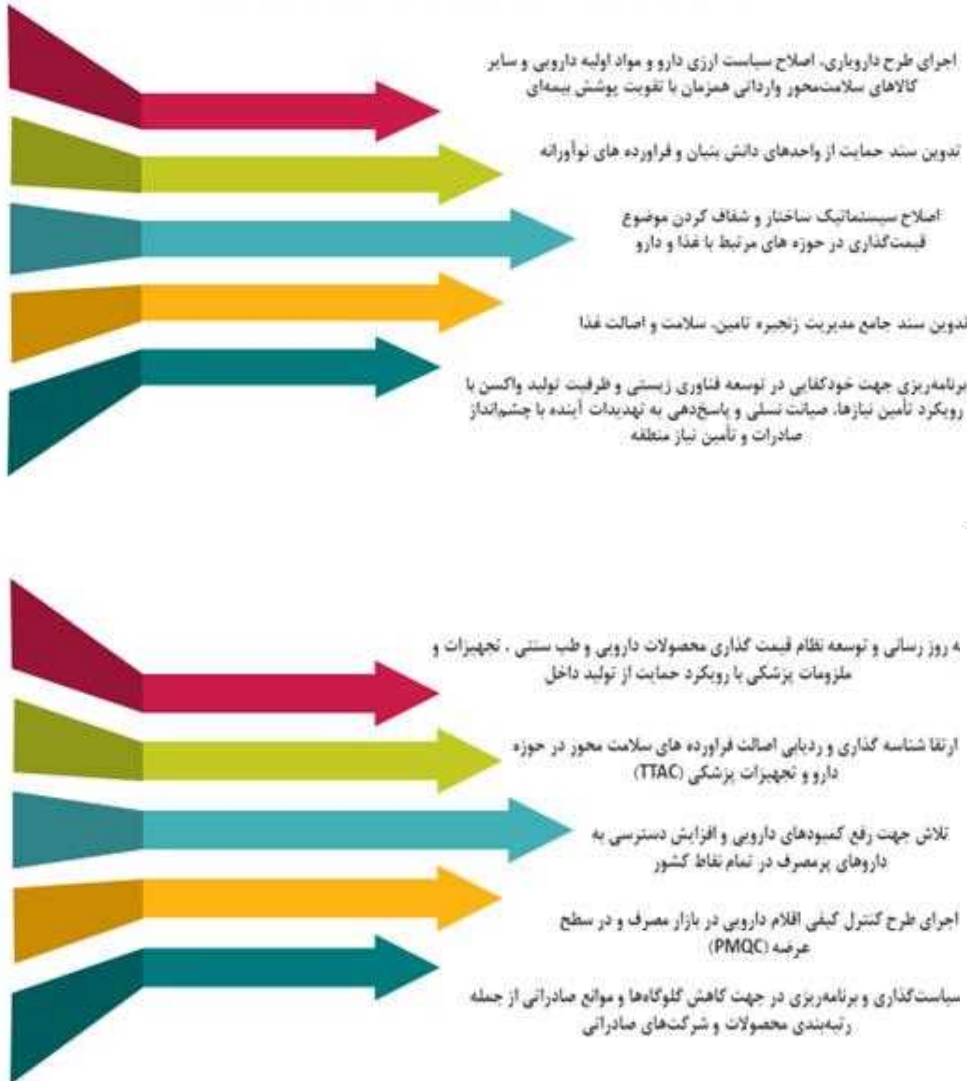 اجرای طرح دارویاری، اصلاح سیاست ارزی دارو و مواد اولیه دارویی و سایر
کالاهای سلامت‌محور وارداتی همزمان با تقویت پوشش بیمه‌ای
تدوین سند حمایت از واحدهای دانش بنیان و فراورده های نوآورانه
اصلاح سیستماتیک ساختار و شفاف کردن موضوع
قیمت‌گذاری در حوزه های مرتبط با غذا و دارو
تدوین سند جامع مدیریت زنجیره تامین، سلامت و اصالت غذا
برنامه‌ریزی جهت خودکفایی در توسعه فناوری زیستی و ظرفیت تولید واکسن با
رویکرد تأمین نیازها، صیانت نسلی و پاسخ‌دهی به تهدیدات آینده با چشم‌انداز
صادرات و تأمین نیاز منطقه
ه روز رسانی و توسعه نظام قیمت گذاری محصولات دارویی و طب سنتی ، تجهیزات و
ملزومات پزشکی با رویکرد حمایت از تولید داخل
ارتقا شناسه گذاری و ردیابی اصالت فراورده های سلامت محور در حوزه
دارو و تجهیزات پزشکی (TTAC)
تلاش جهت رفع کمبودهای دارویی و افزایش دسترسی به
داروهای پرمصرف در تمام نقاط کشور
اجرای طرح کنترل کیفی اقلام دارویی در بازار مصرف و در سطح
عرضه (PMQC)
سیاست‌گذاری و برنامه‌ریزی در جهت کاهش گلوگاه‌ها و موانع صادراتی از جمله
رتبه‌بندی محصولات و شرکت‌های صادراتی